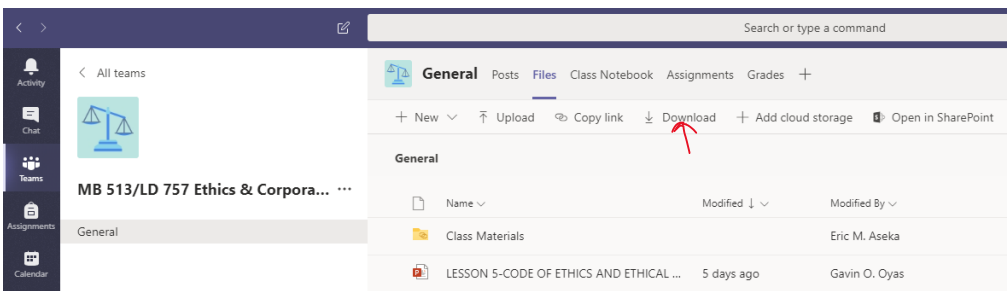 Search or type a command
Activity
Chat
Teams
Assignments
Calendar
All teams
MB 513/LD 757 Ethics & Corpora... ...
General
General Posts Files Class Notebook Assignments Grades
New Upload Copy link Download Add cloud storage Open in SharePoint
General
Name Modified Modified By
Class Materials Eric M. Aseka
LESSON 5-CODE OF ETHICS AND ETHICAL ... 5 days ago Gavin O. Oyas